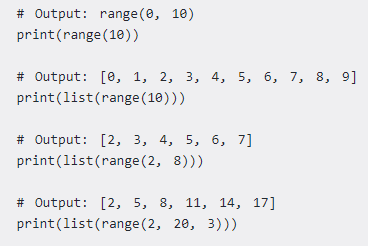 # Output: range(0, 10)
print(range(10))
# Output: [0, 1, 2, 3, 4, 5, 6, 7, 8, 9]
print(list(range(10)))
# Output: [2, 3, 4, 5, 6, 7]
print(list(range(2, 8)))
# Output: [2, 5, 8, 11, 14, 17]
print(list(range(2, 20, 3)))